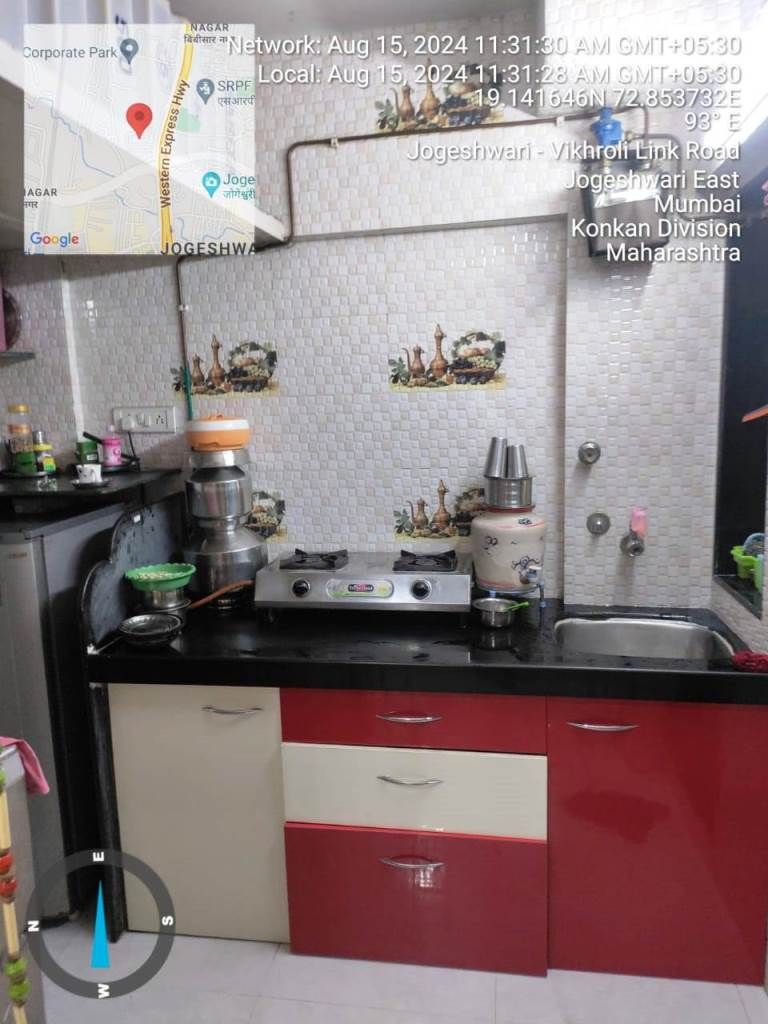 NAGAR
बिंबीसार नगर
Corporate Park
SRPF
एसआरपी
Western Express Hwy
NAGAR
नगर
Joge
जोगेश्वरी
Google
JOGESHWA
Network: Aug 15, 2024 11:31:30 AM GMT+05:30
Local: Aug 15, 2024 11:31:28 AM GMT+05:30
19.141646N 72.853732E
93° E
Jogeshwari - Vikhroli Link Road
Jogeshwari East
Mumbai
Konkan Division
Maharashtra
E
N
S
W